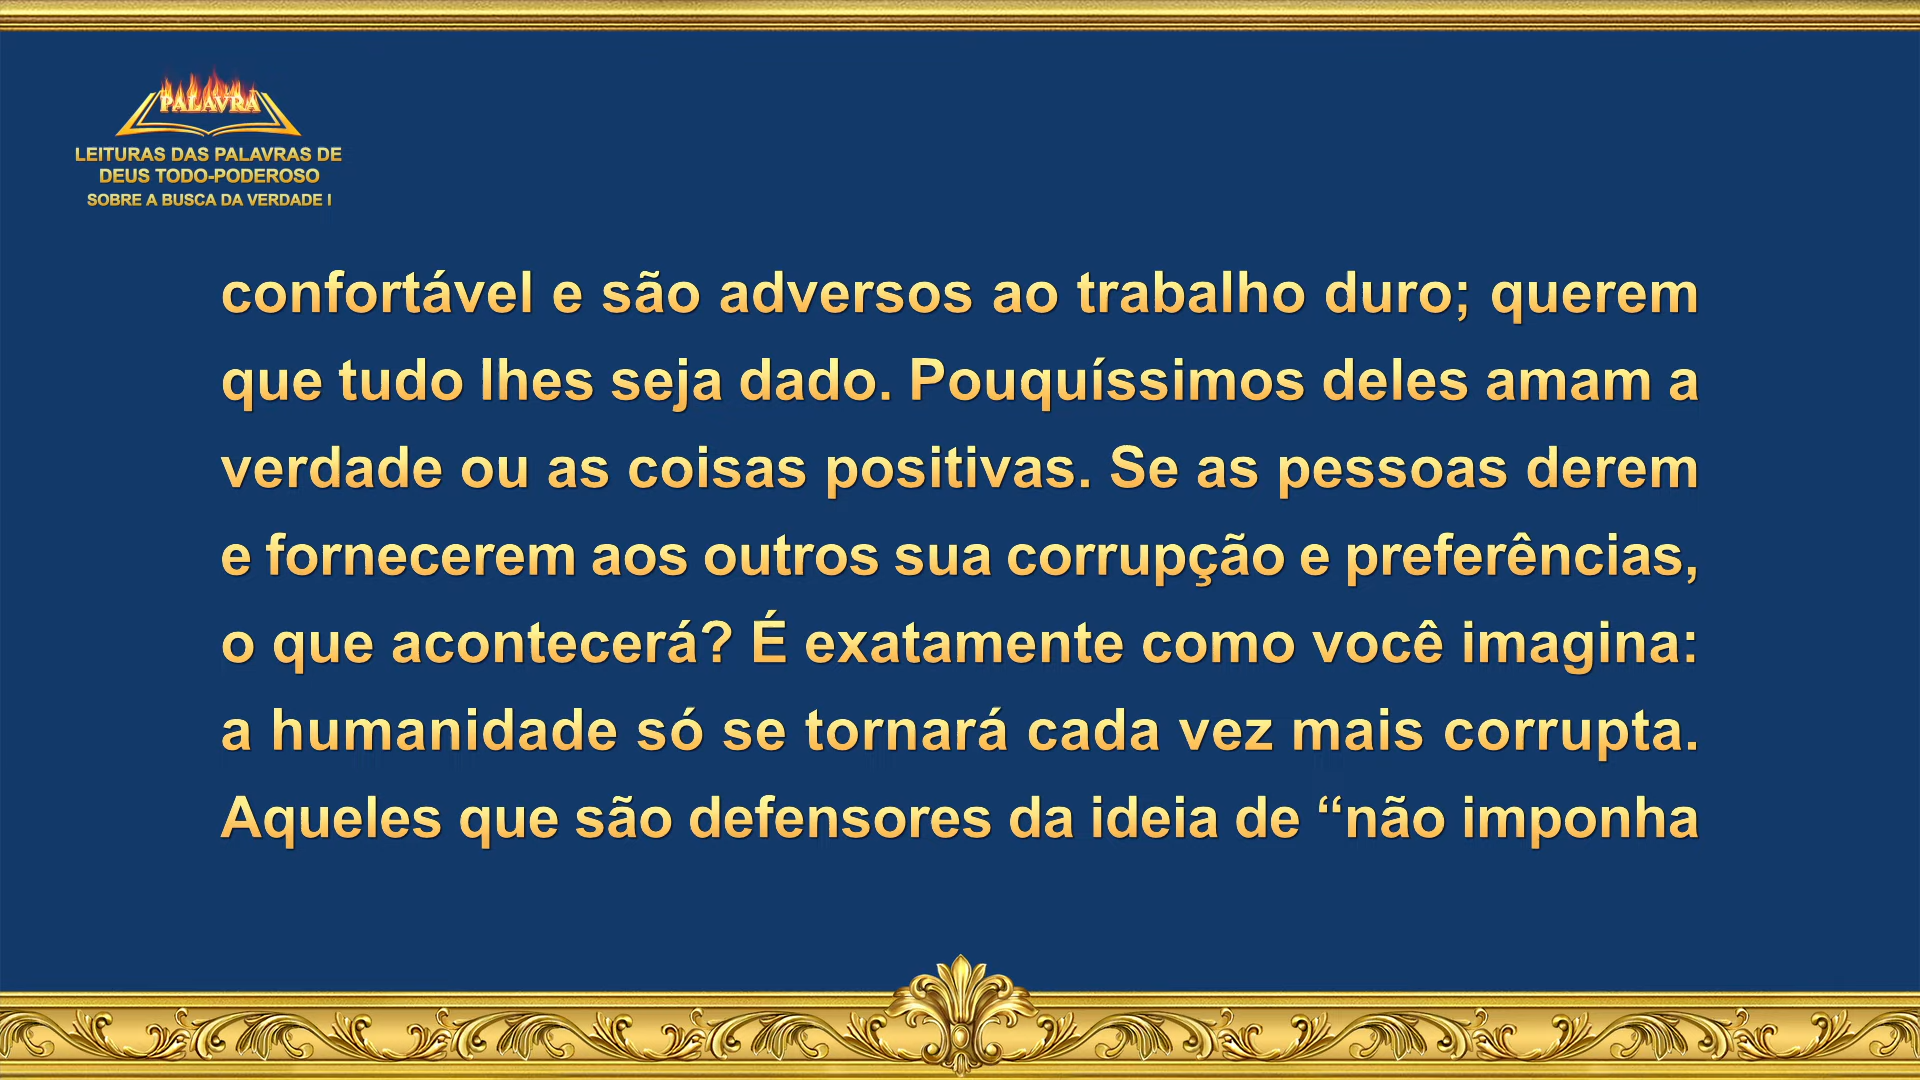 PALAVRA
LEITURAS DAS PALAVRAS DE
DEUS TODO-PODEROSO
SOBRE A BUSCA DA VERDADE I
confortável e são adversos ao trabalho duro; querem
que tudo lhes seja dado. Pouquíssimos deles amam a
verdade ou as coisas positivas. Se as pessoas derem
e fornecerem aos outros sua corrupção e preferências,
o que acontecerá? É exatamente como você imagina:
a humanidade só se tornará cada vez mais corrupta.
Aqueles que são defensores da ideia de “não imponha